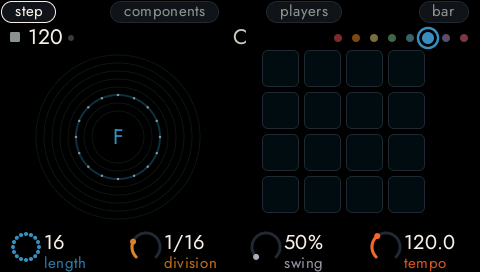 step components players bar
120 C
F
16 1/16 50% 120.0
length division swing tempo